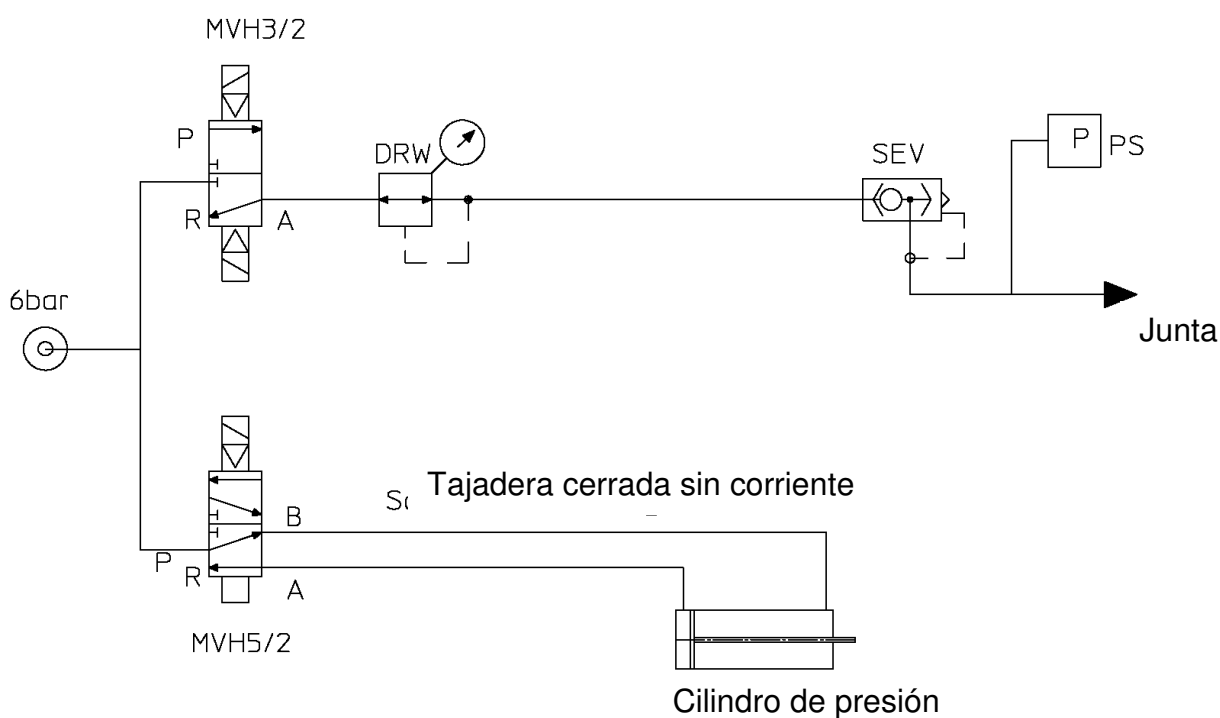 MVH3/2
P
DRW
SEV
P PS
R
A
6bar
Junta
Tajadera cerrada sin corriente
B
P
R
A
MVH5/2
Cilindro de presión